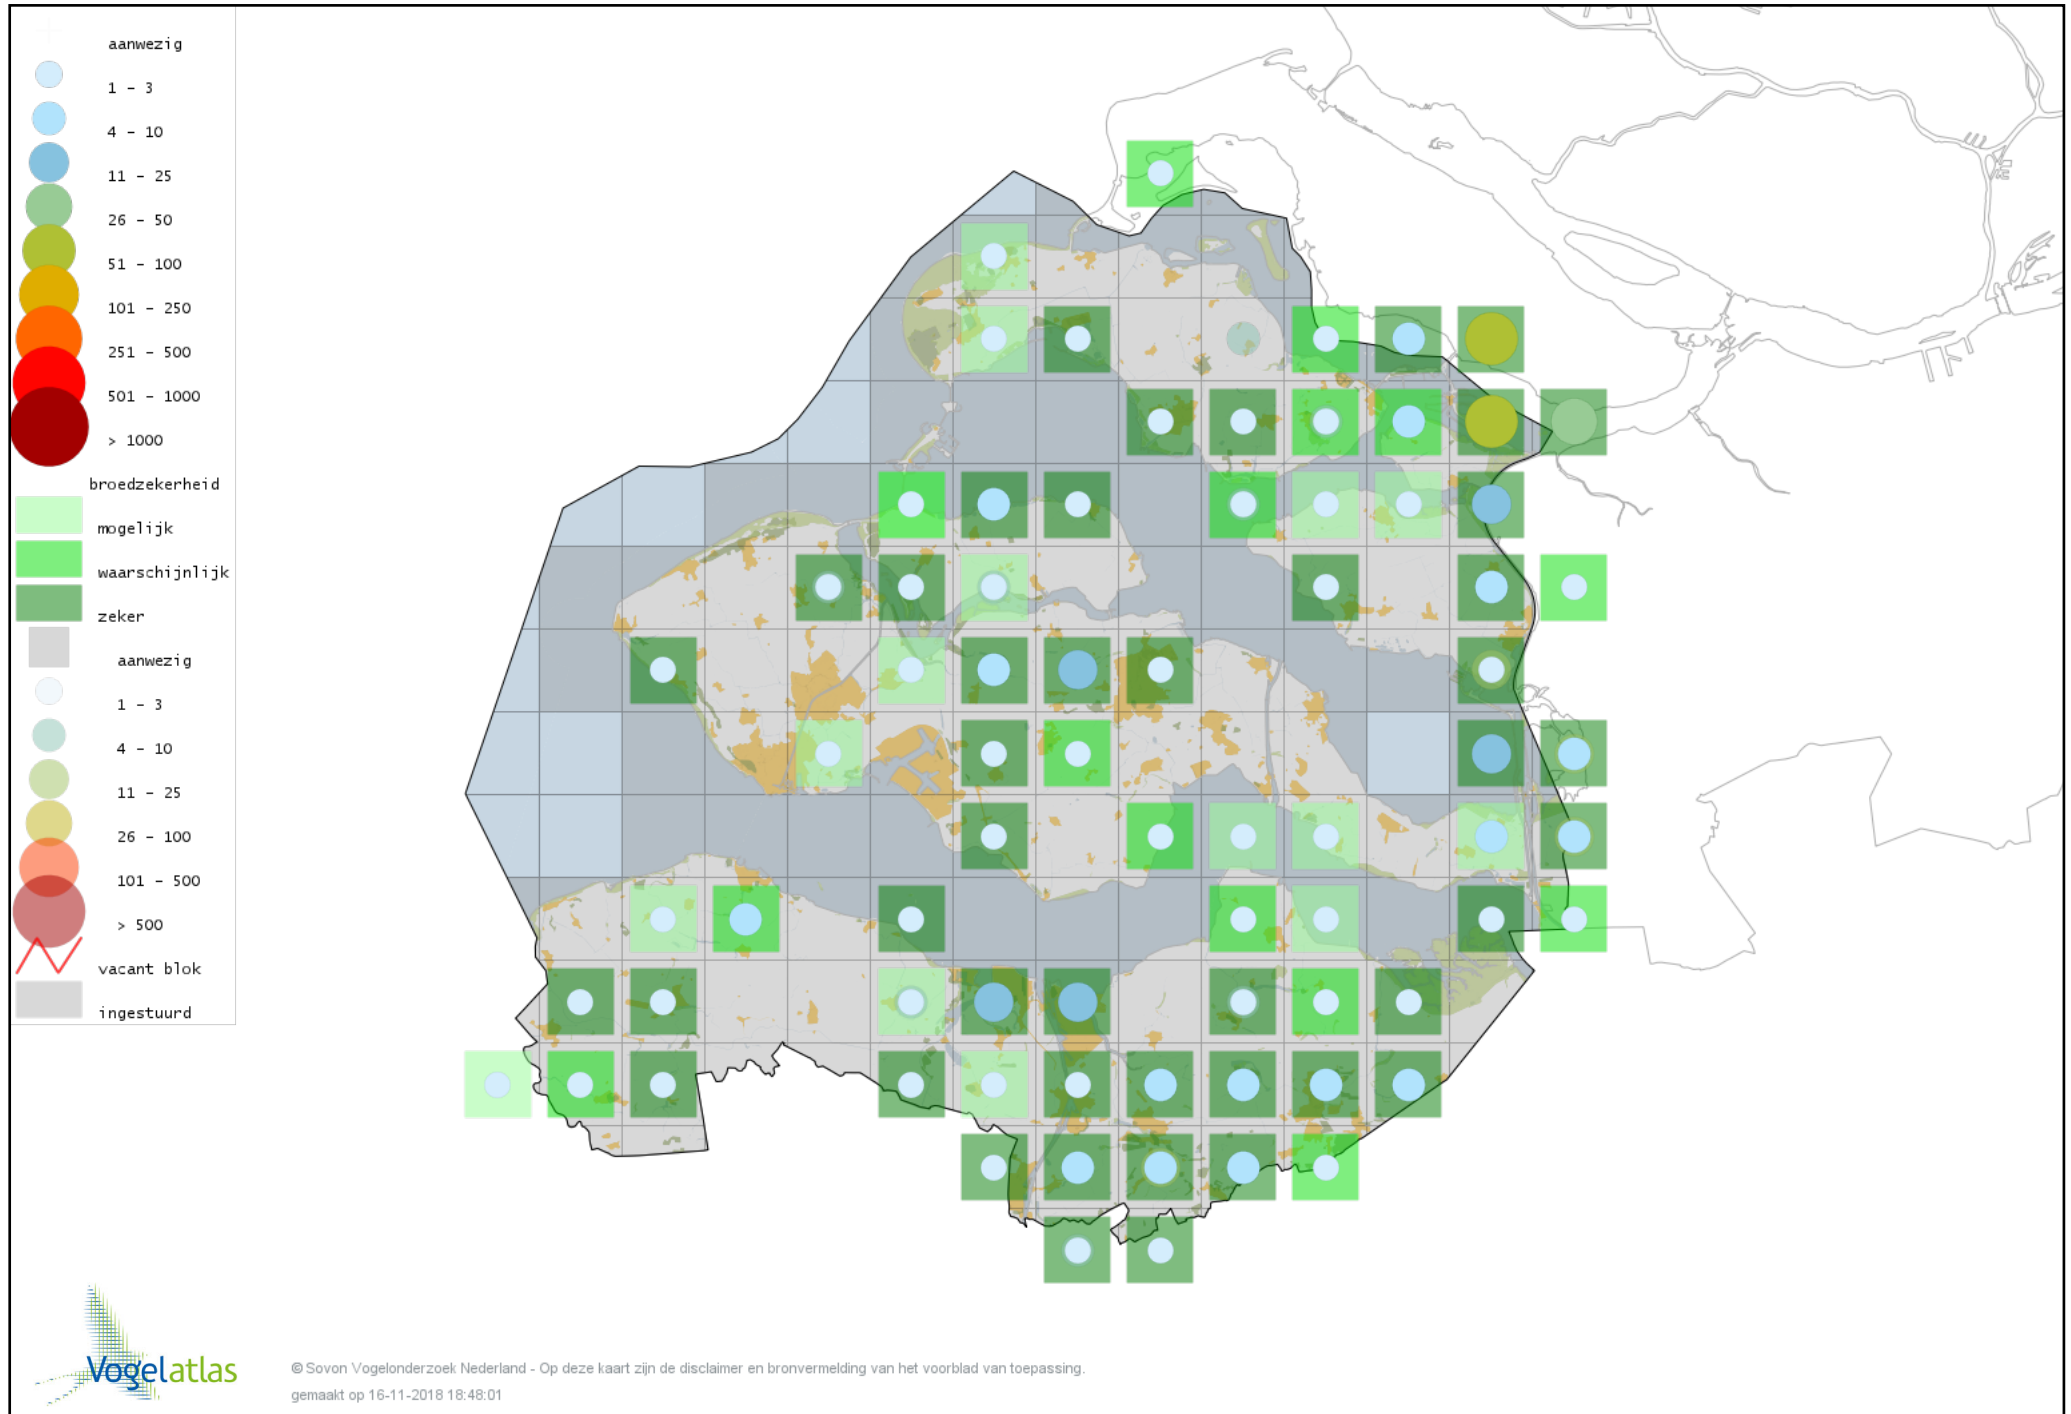 aanwezig
1 - 3
4 - 10
11 - 25
26 - 50
51 - 100
101 - 250
251 - 500
501 - 1000
> 1000
broedzekerheid
mogelijk
waarschijnlijk
zeker
aanwezig
1 - 3
4 - 10
11 - 25
26 - 100
101 - 500
> 500
vacant blok
ingestuurd
Vogelatlas
© Sovon Vogelonderzoek Nederland - Op deze kaart zijn de disclaimer en bronvermelding van het voorblad van toepassing.
gemaakt op 16-11-2018 18:48:01